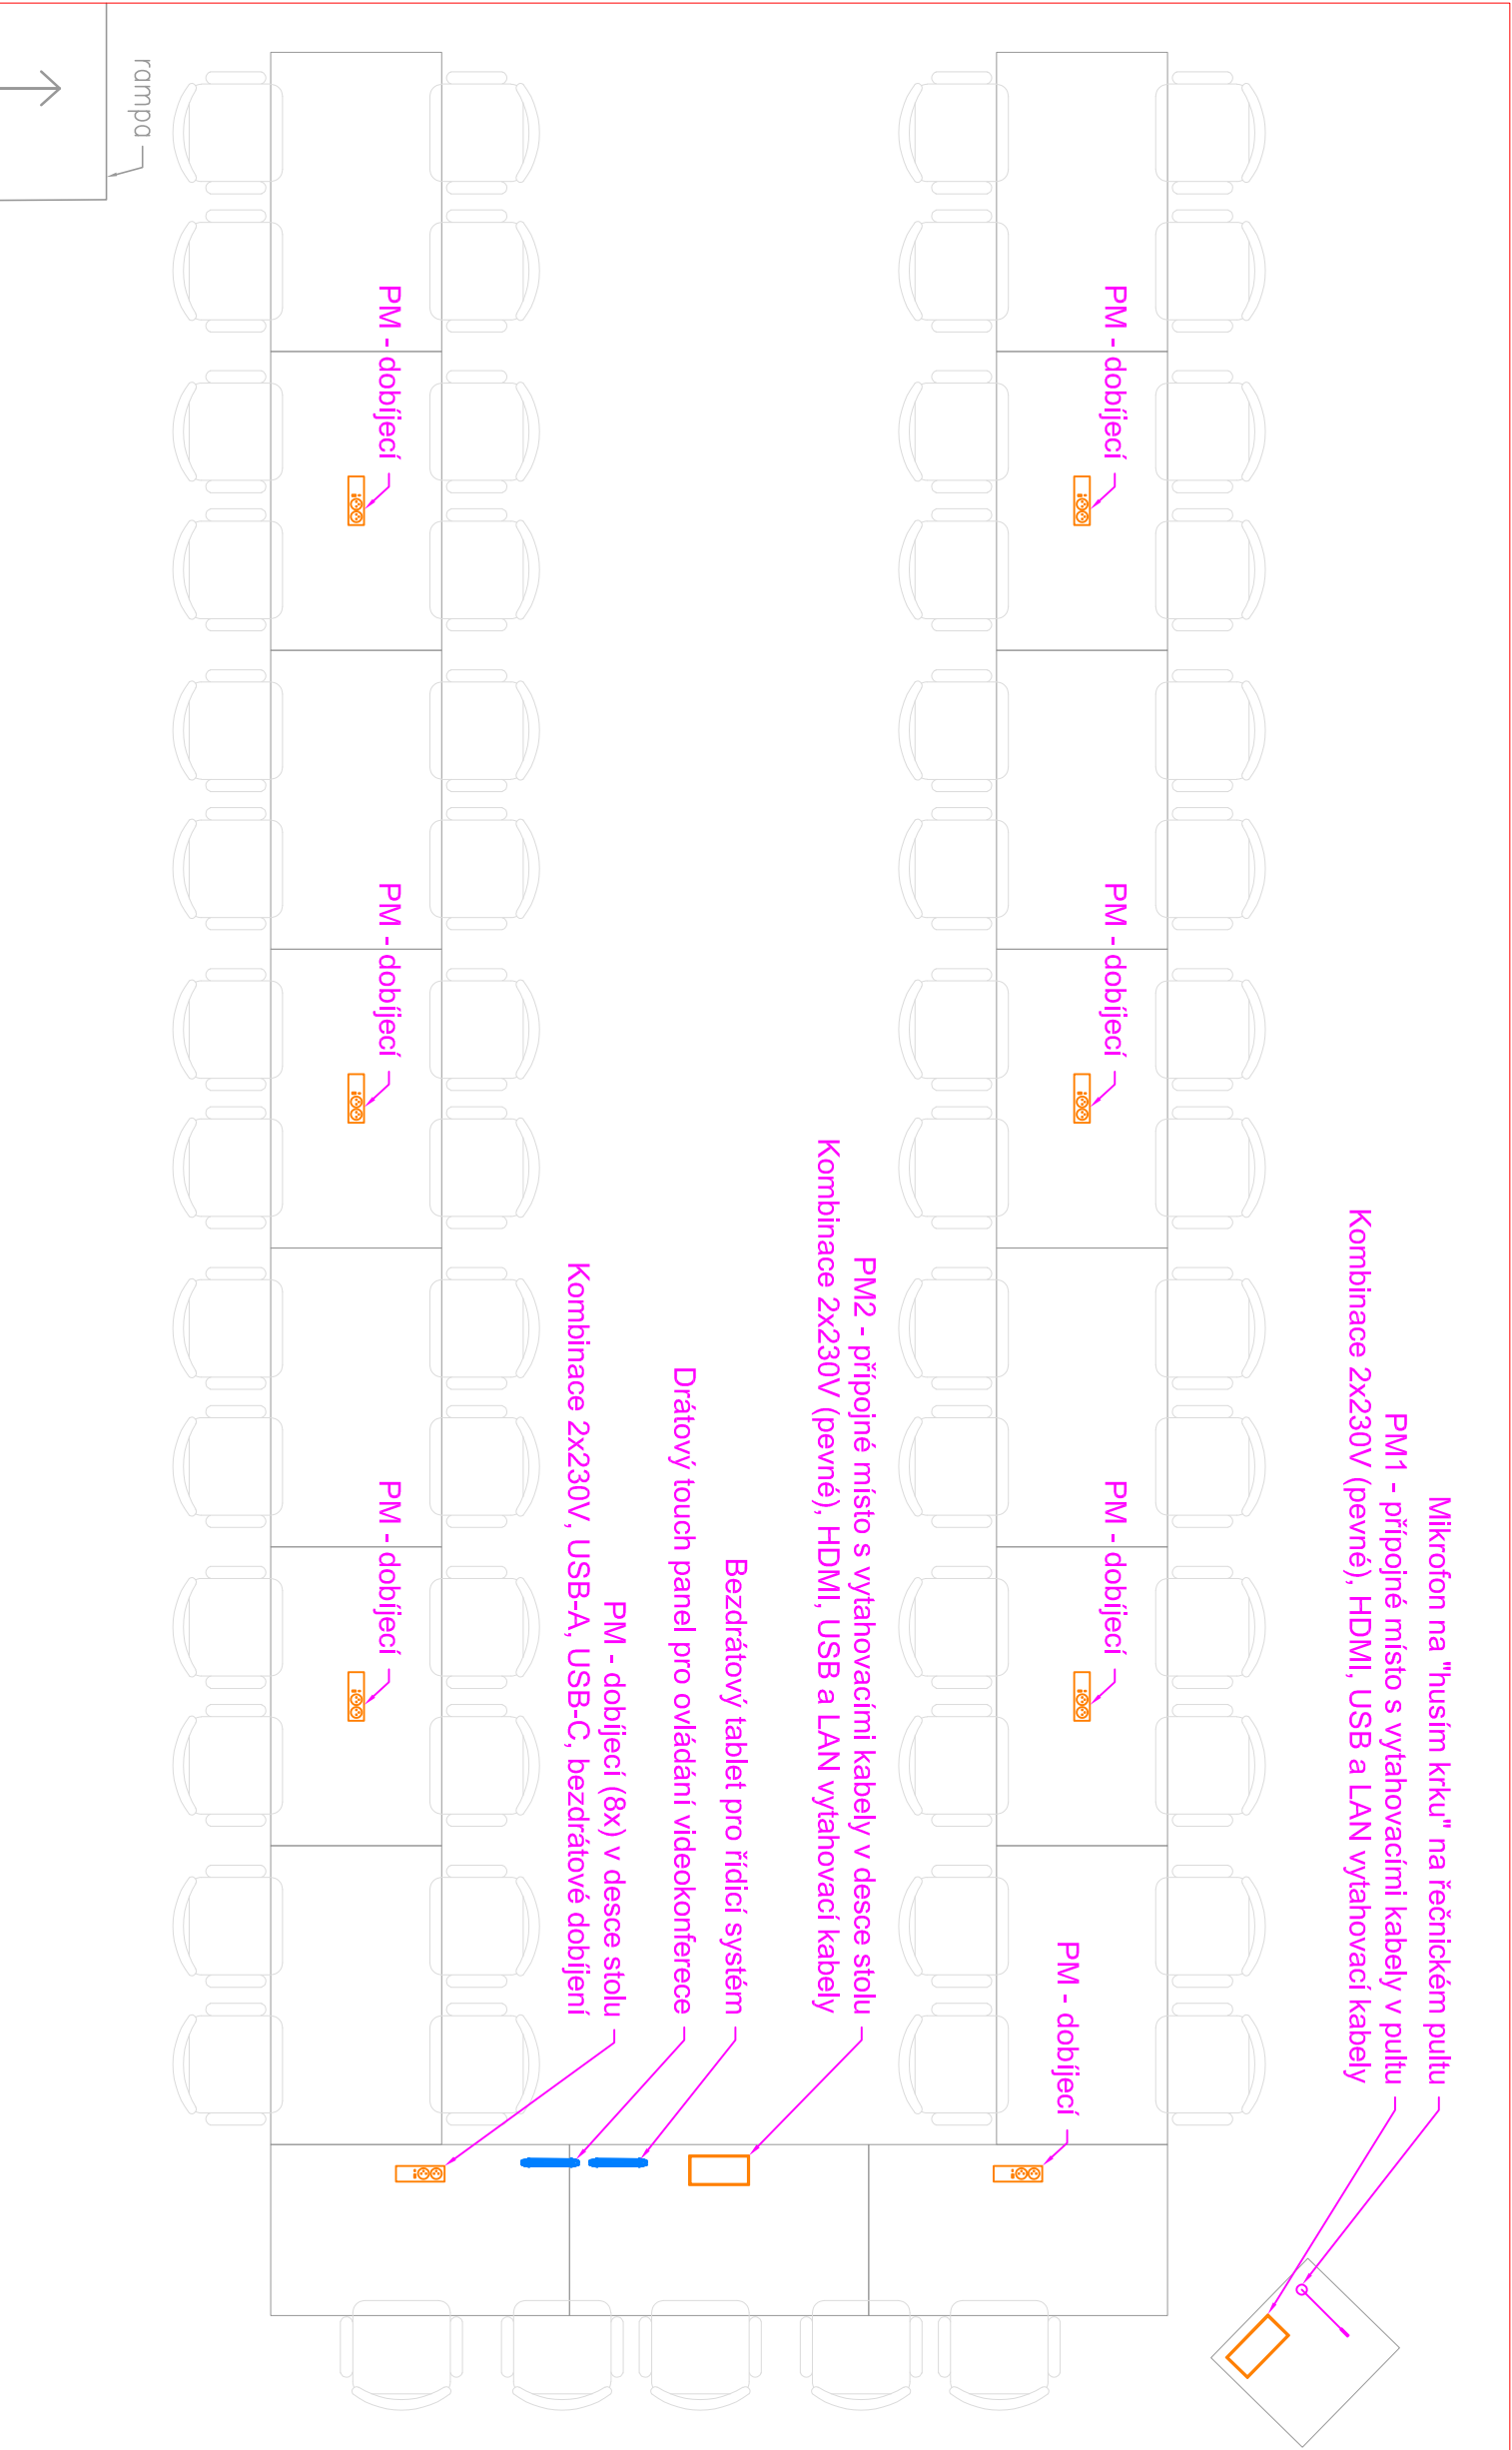 Mikrofon na "husím krku" na řečnickém pultu
PM1 - přípojné místo s vytahovacími kabely v pultu
Kombinace 2x230V (pevné), HDMI, USB a LAN vytahovací kabely
PM - dobíjecí
PM - dobíjecí
PM - dobíjecí
PM - dobíjecí
PM2 - přípojné místo s vytahovacími kabely v desce stolu
Kombinace 2x230V (pevné), HDMI, USB a LAN vytahovací kabely
Bezdrátový tablet pro řídicí systém
Drátový touch panel pro ovládání videokonferece
PM - dobíjecí (8x) v desce stolu
Kombinace 2x230V, USB-A, USB-C, bezdrátové dobíjení
PM - dobíjecí
PM - dobíjecí
PM - dobíjecí
rampa